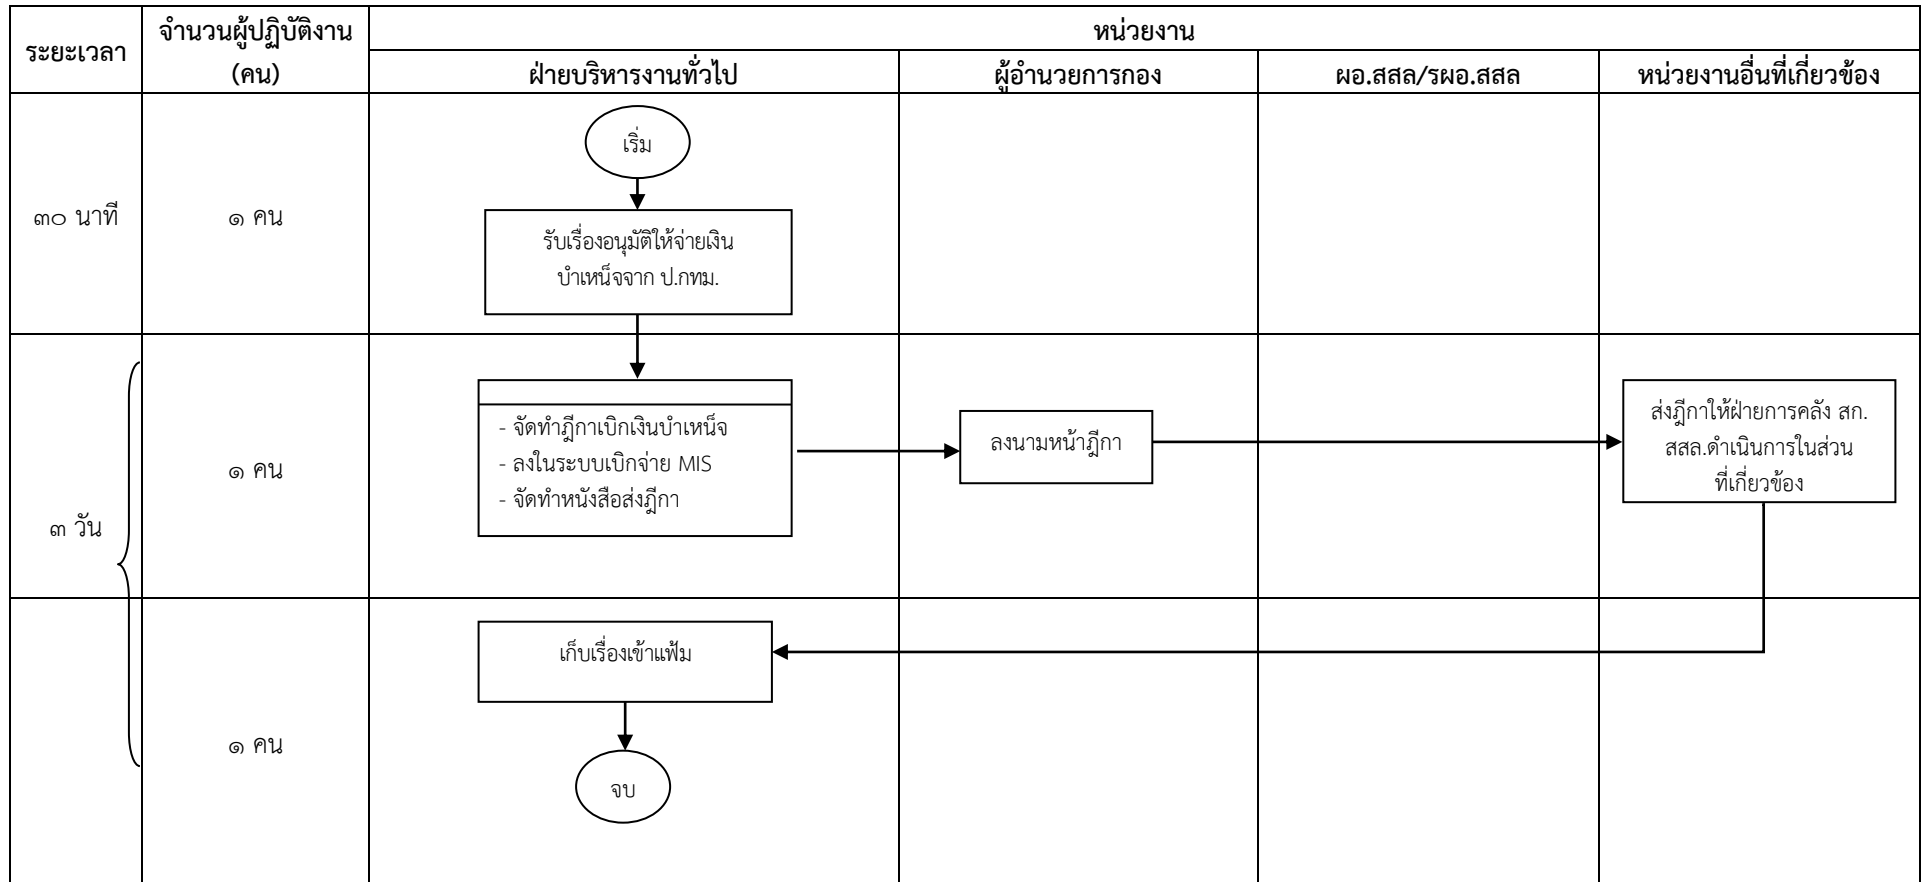 ระยะเวลา
จำนวนผู้ปฏิบัติงาน
(คน)
หน่วยงาน
ฝ่ายบริหารงานทั่วไป
ผู้อำนวยการกอง
ผอ.สสล/รผอ.สสล
หน่วยงานอื่นที่เกี่ยวข้อง
เริ่ม
๓๐ นาที
๑ คน
รับเรื่องอนุมัติให้จ่ายเงิน
บำเหน็จจาก ป.กทม.
๓ วัน
๑ คน
- จัดทำฎีกาเบิกเงินบำเหน็จ
- ลงในระบบเบิกจ่าย MIS
- จัดทำหนังสือส่งฎีกา
ลงนามหน้าฎีกา
ส่งฎีกาให้ฝ่ายการคลัง สก.
สสล.ดำเนินการในส่วน
ที่เกี่ยวข้อง
๑ คน
เก็บเรื่องเข้าแฟ้ม
จบ